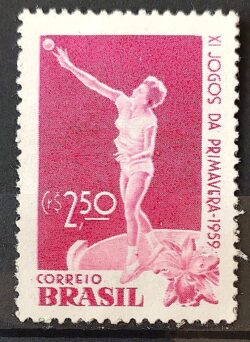 XI JOGOS DA PRIMAVERA-1959
CR$ 2,50
CORREIO
BRASIL